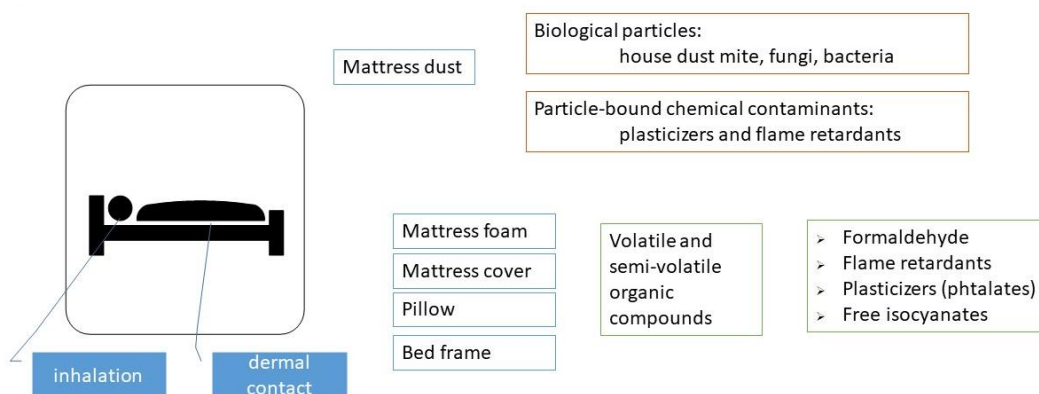 Mattress dust
Biological particles:
house dust mite, fungi, bacteria
Particle-bound chemical contaminants:
plasticizers and flame retardants
Mattress foam
Mattress cover
Pillow
Bed frame
Volatile and
semi-volatile
organic
compounds
Formaldehyde
Flame retardants
Plasticizers (phtalates)
Free isocyanates
inhalation
dermal
contact